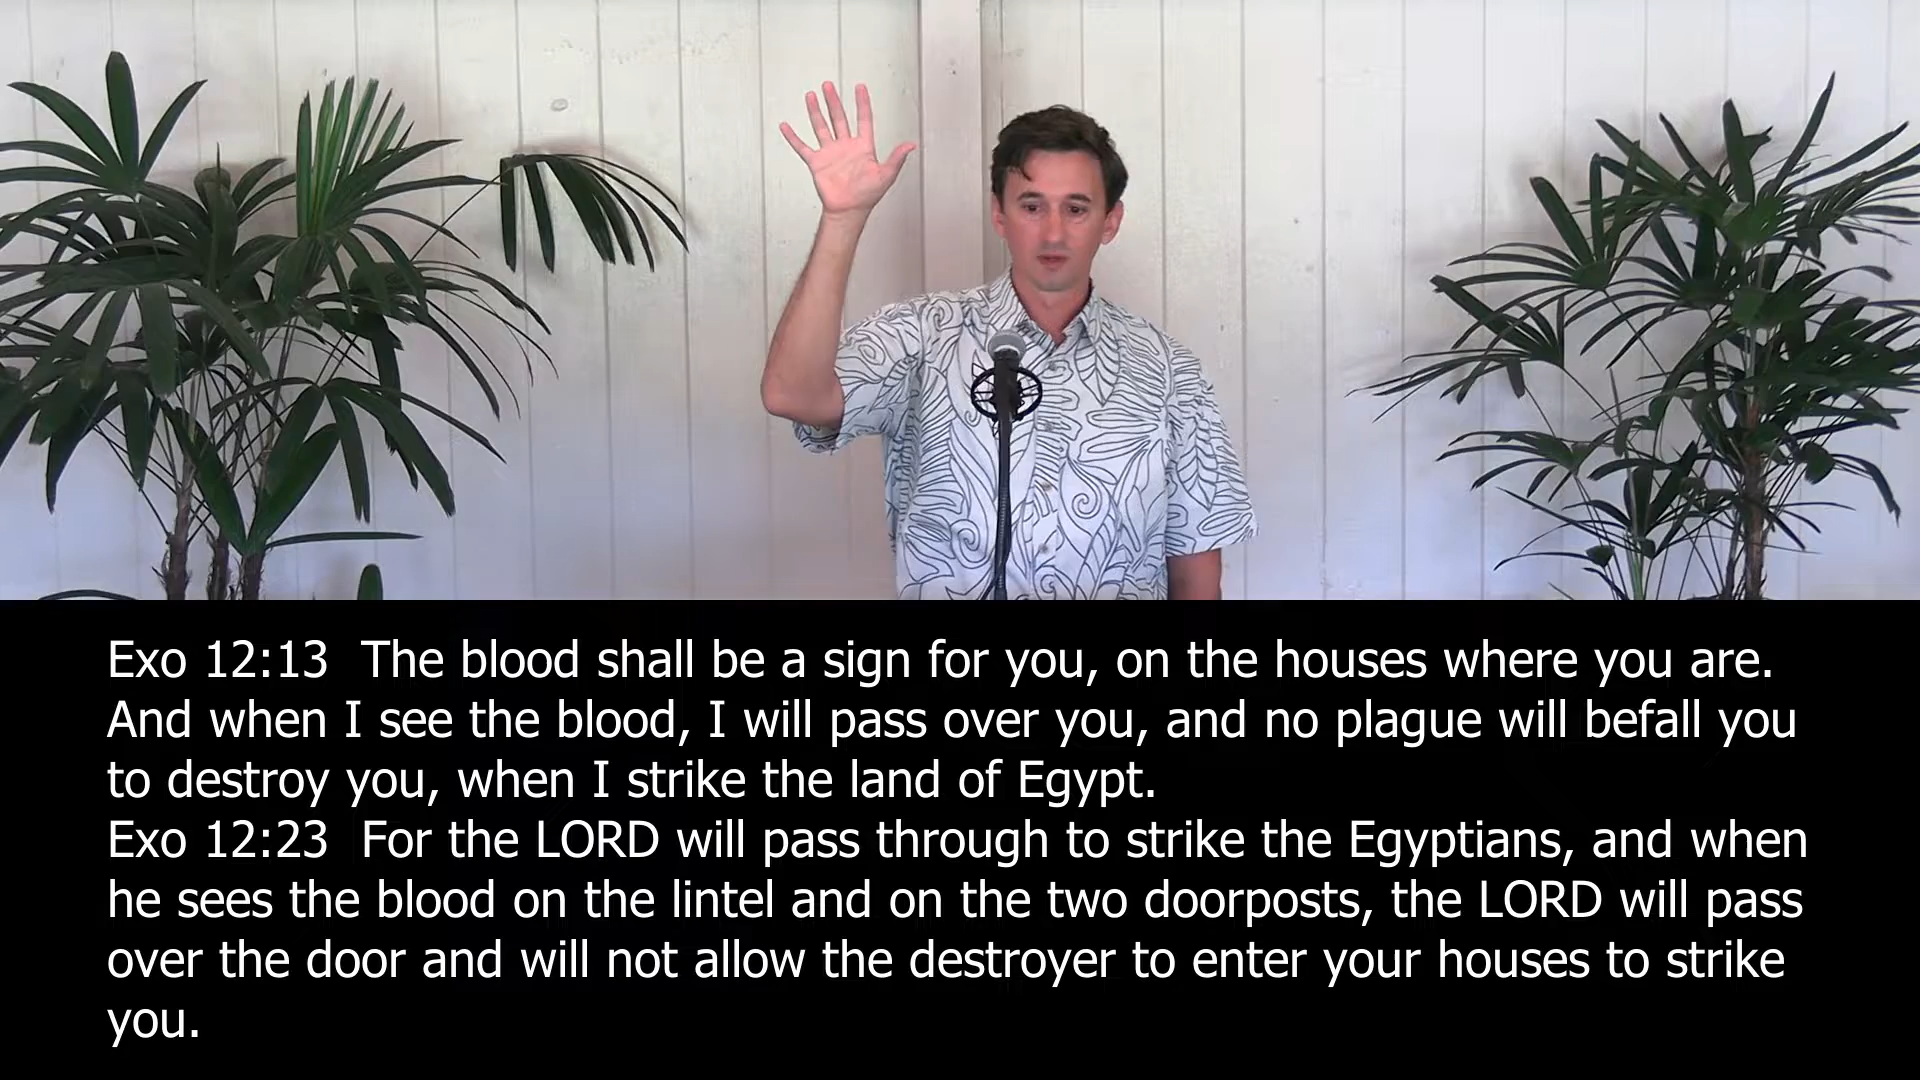 Exo 12:13  The blood shall be a sign for you, on the houses where you are.
And when I see the blood, I will pass over you, and no plague will befall you
to destroy you, when I strike the land of Egypt.
Exo 12:23  For the LORD will pass through to strike the Egyptians, and when
he sees the blood on the lintel and on the two doorposts, the LORD will pass
over the door and will not allow the destroyer to enter your houses to strike
you.